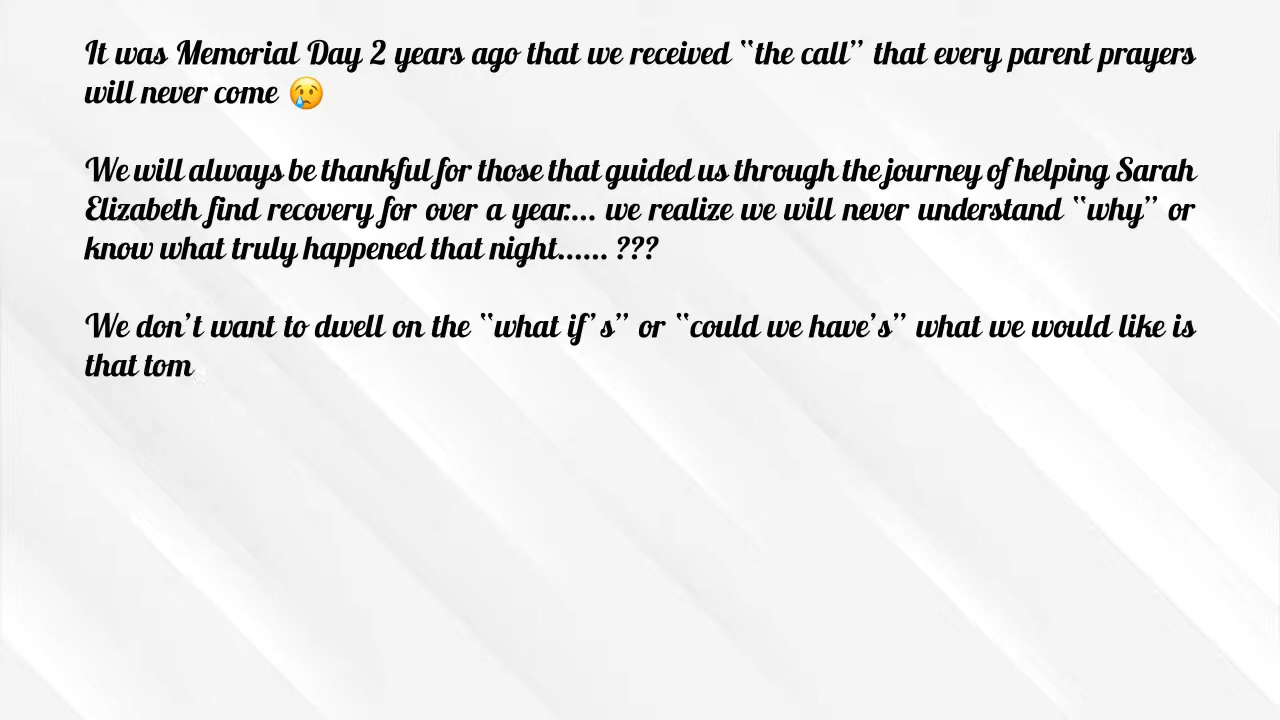 It was Memorial Day 2 years ago that we received “the call” that every parent prayers
will never come 😢
We will always be thankful for those that guided us through the journey of helping Sarah
Elizabeth find recovery for over a year.... we realize we will never understand “why” or
know what truly happened that night...... ???
We don’t want to dwell on the “what if’s” or “could we have’s” what we would like is
that tom